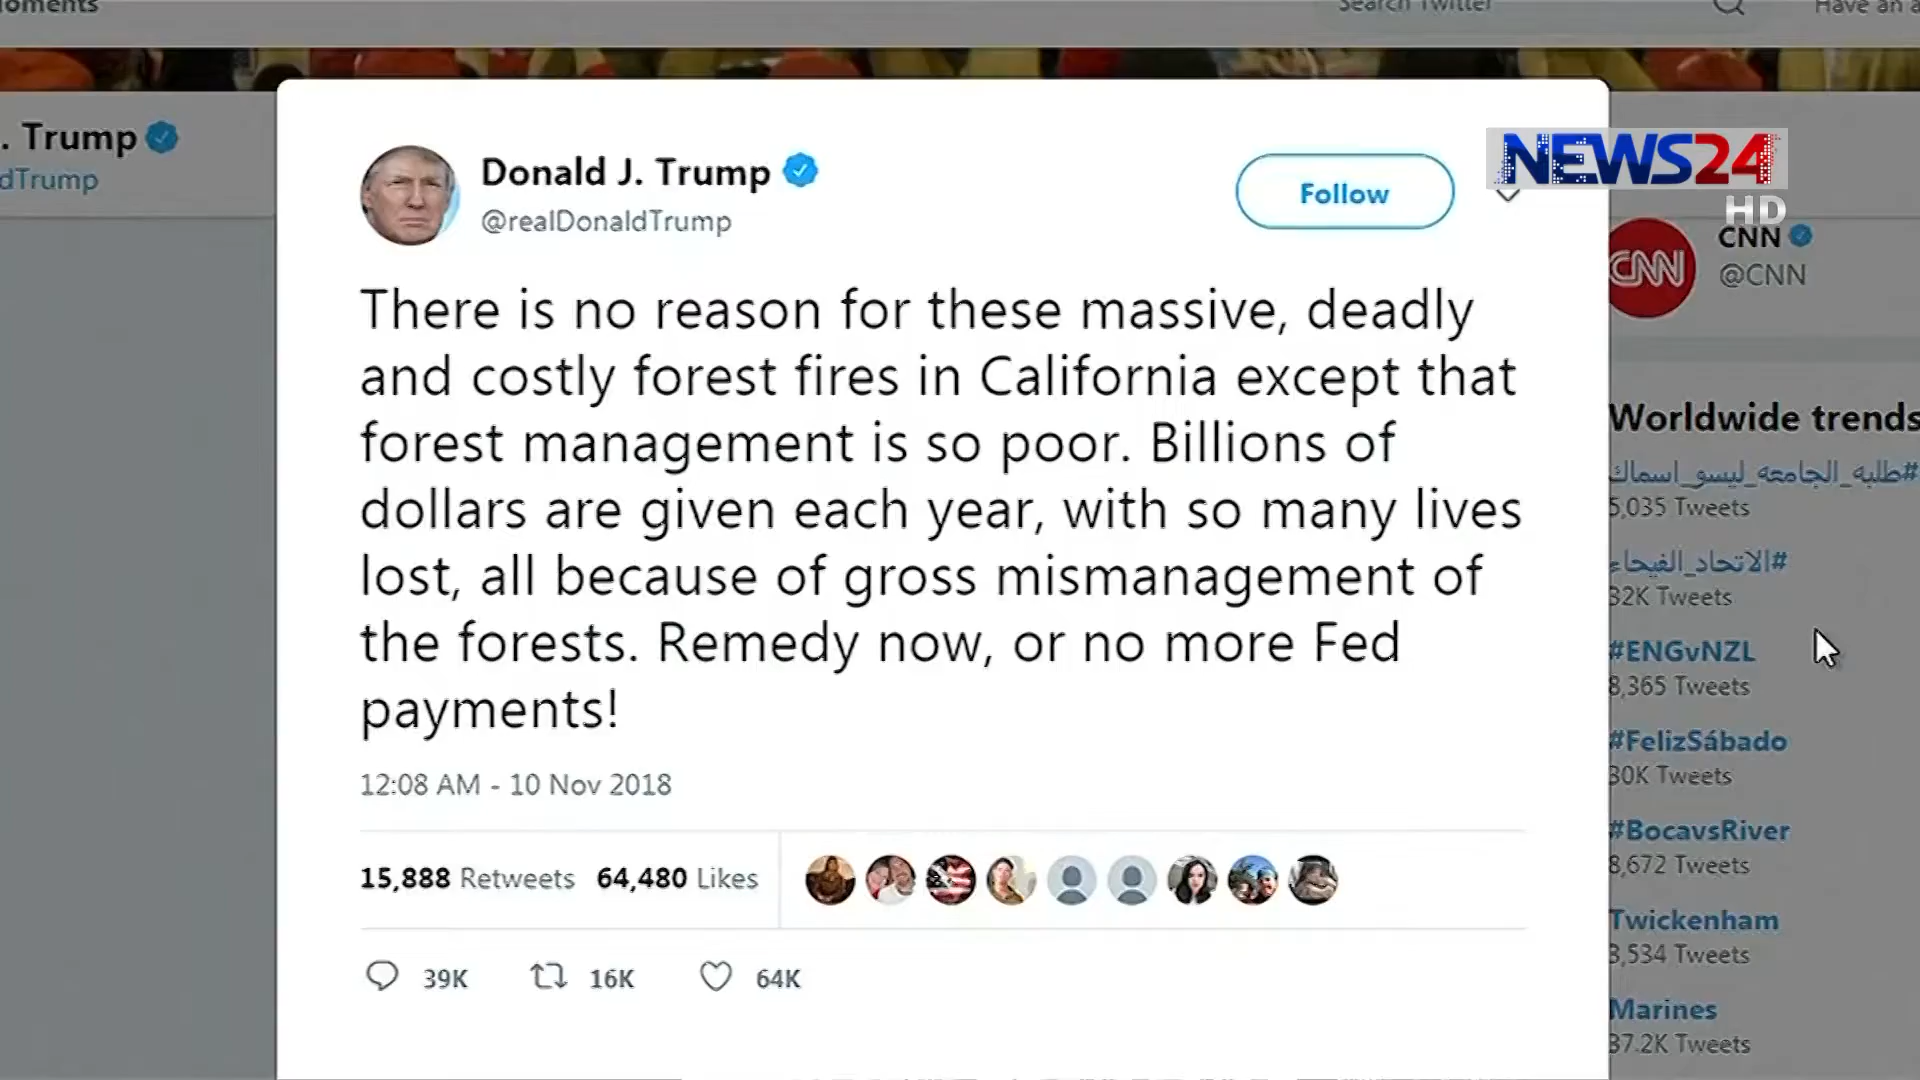 Search Twitter
Have an a
. Trump
dTrump
NEWS24
HD
Donald J. Trump
@realDonaldTrump
Follow
There is no reason for these massive, deadly
and costly forest fires in California except that
forest management is so poor. Billions of
dollars are given each year, with so many lives
lost, all because of gross mismanagement of
the forests. Remedy now, or no more Fed
payments!
12:08 AM - 10 Nov 2018
15,888 Retweets 64,480 Likes
39K 16K 64K
CNN
CNN
@CNN
Worldwide trends
#طلبه_الجامعه_ليسو_اسماك
5,035 Tweets
#الاتحاد_الفيحاء
32K Tweets
#ENGvNZL
8,365 Tweets
#FelizSábado
30K Tweets
#BocavsRiver
8,672 Tweets
Twickenham
3,534 Tweets
Marines
37.2K Tweets